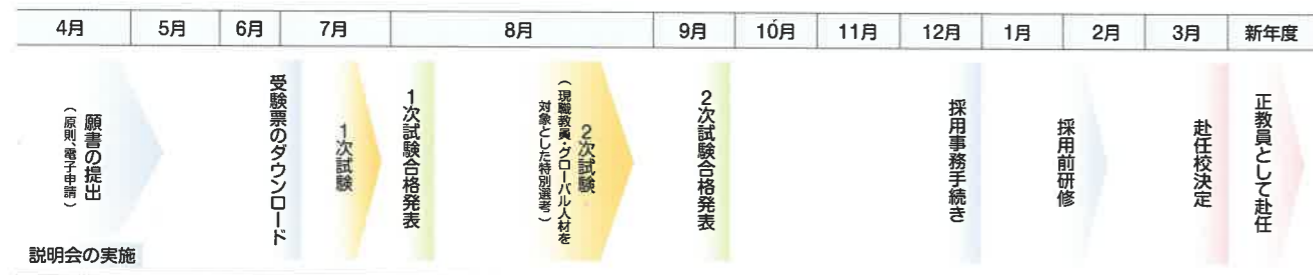 4月 5月 6月 7月 8月 9月 10月 11月 12月 1月 2月 3月 新年度
願書の提出
（原則、電子申請）
説明会の実施
受験票のダウンロード
1次試験
1次試験合格発表
2次試験
（現職教員・グローバル人材を
対象とした特別選考）
2次試験合格発表
採用事務手続き
採用前研修
赴任校決定
正教員として赴任